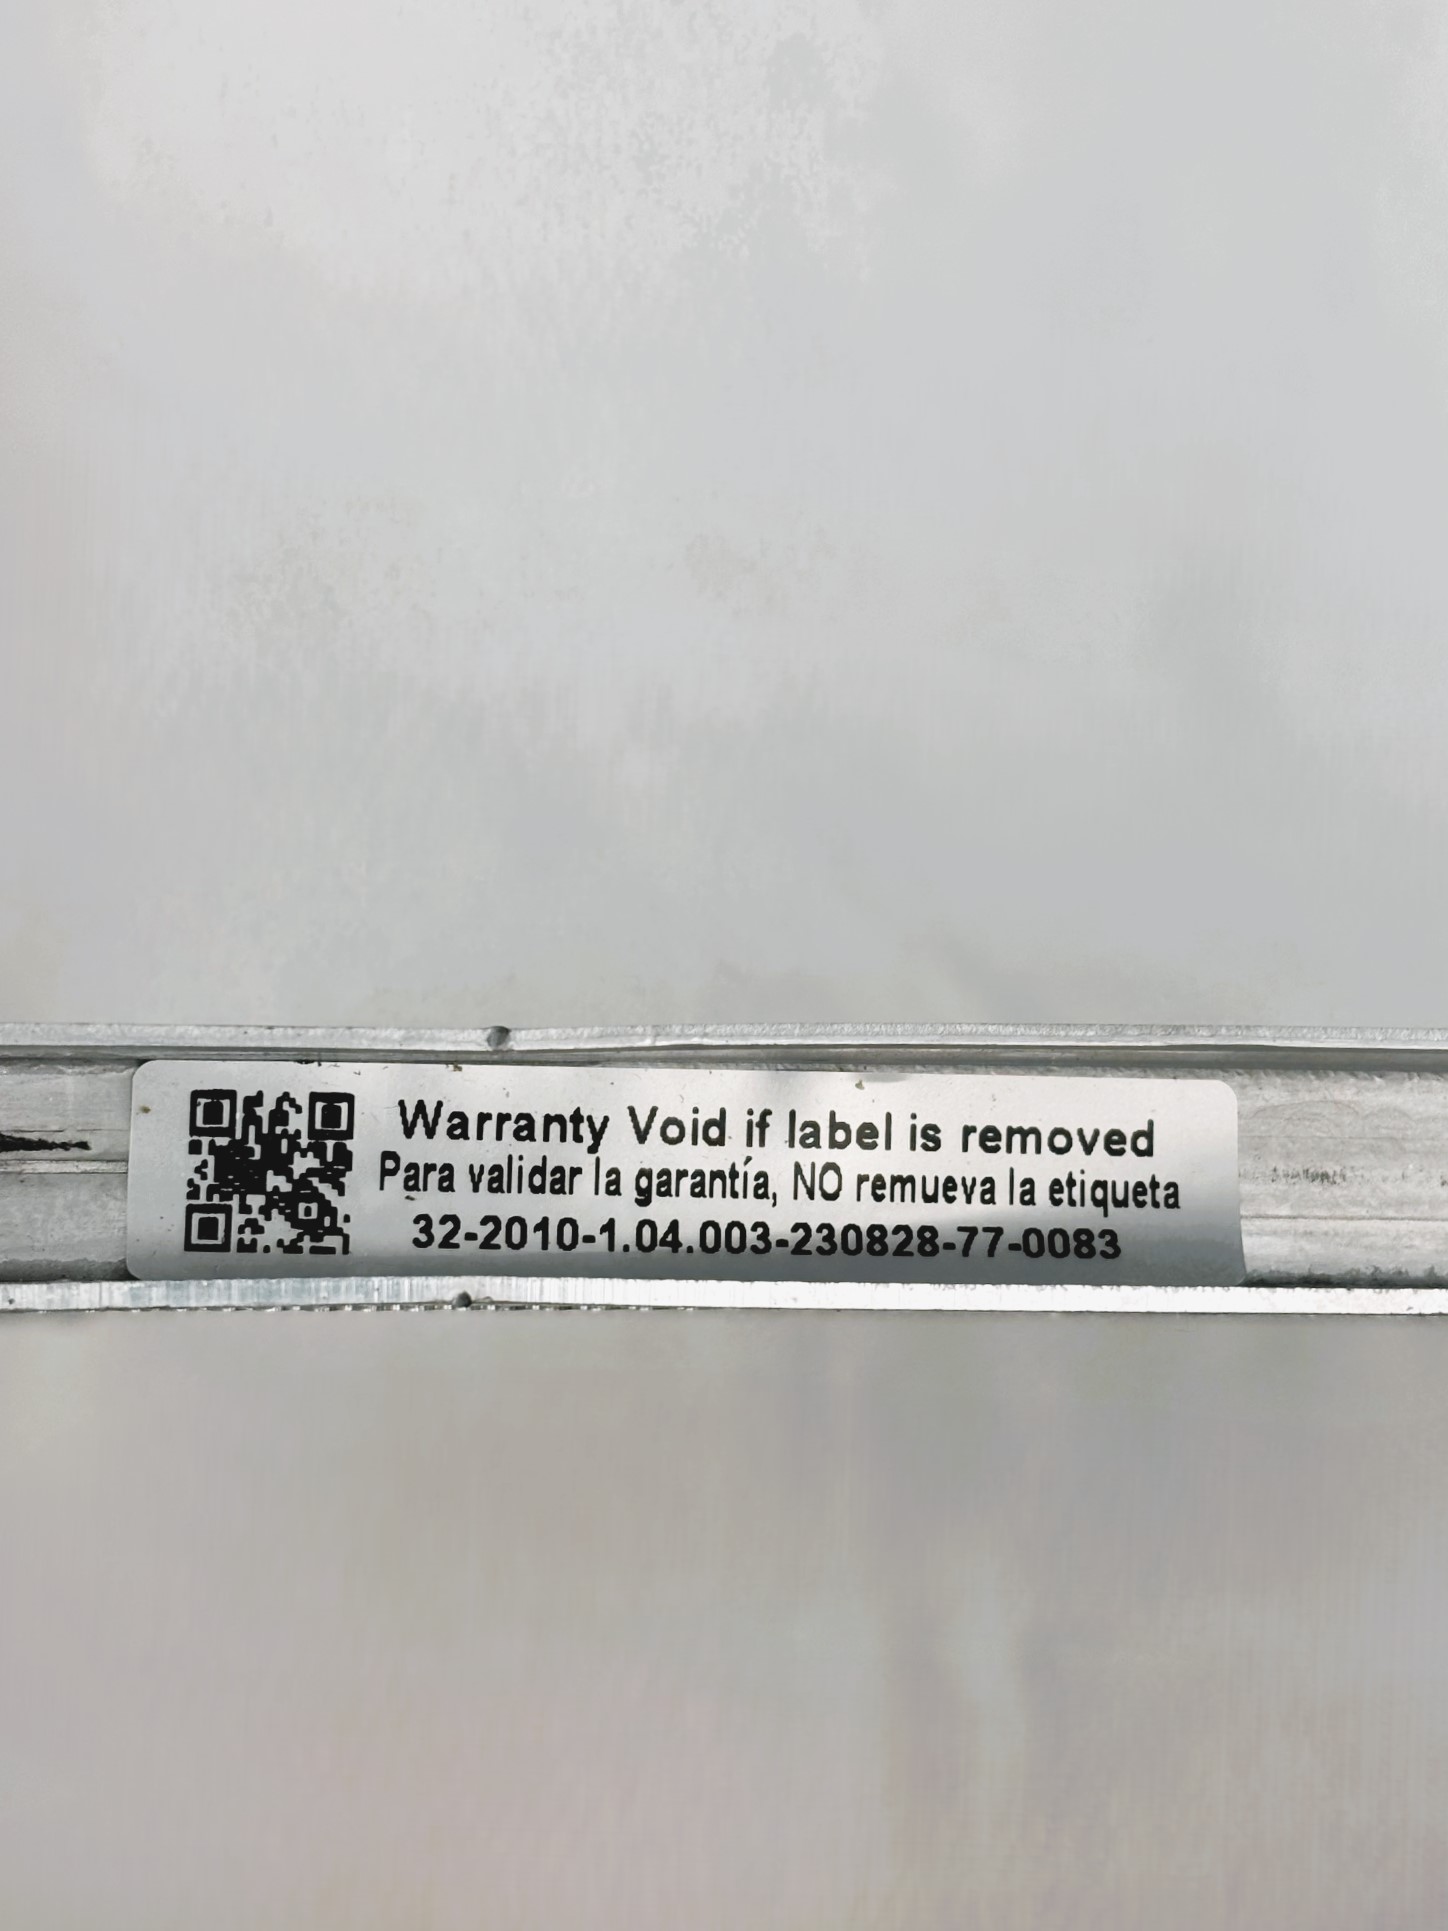 Warranty Void if label is removed
Para validar la garantía, NO remueva la etiqueta
32-2010-1.04.003-230828-77-0083